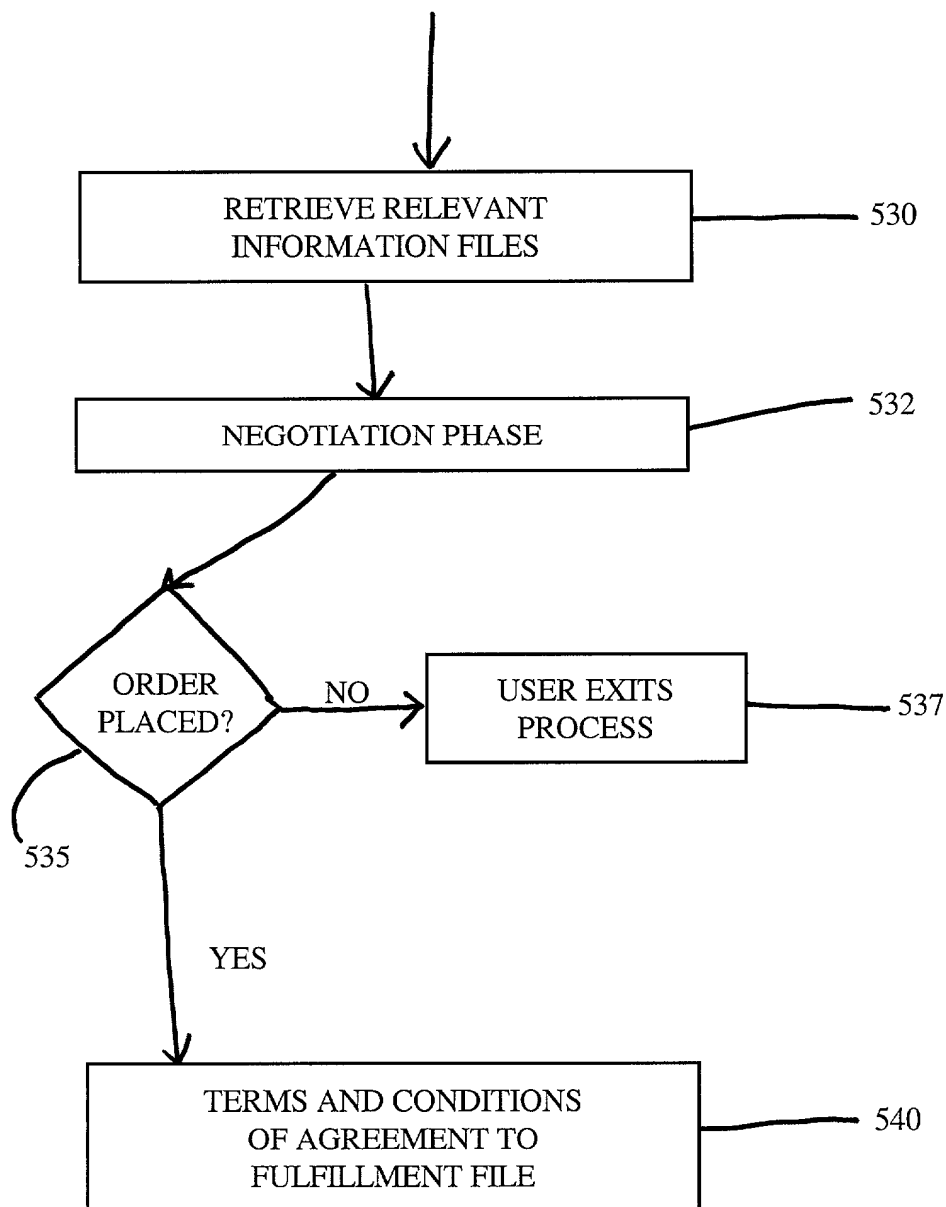 RETRIEVE RELEVANT
INFORMATION FILES
530
NEGOTIATION PHASE
532
ORDER
PLACED?
NO
USER EXITS
PROCESS
537
535
YES
TERMS AND CONDITIONS
OF AGREEMENT TO
FULFILLMENT FILE
540